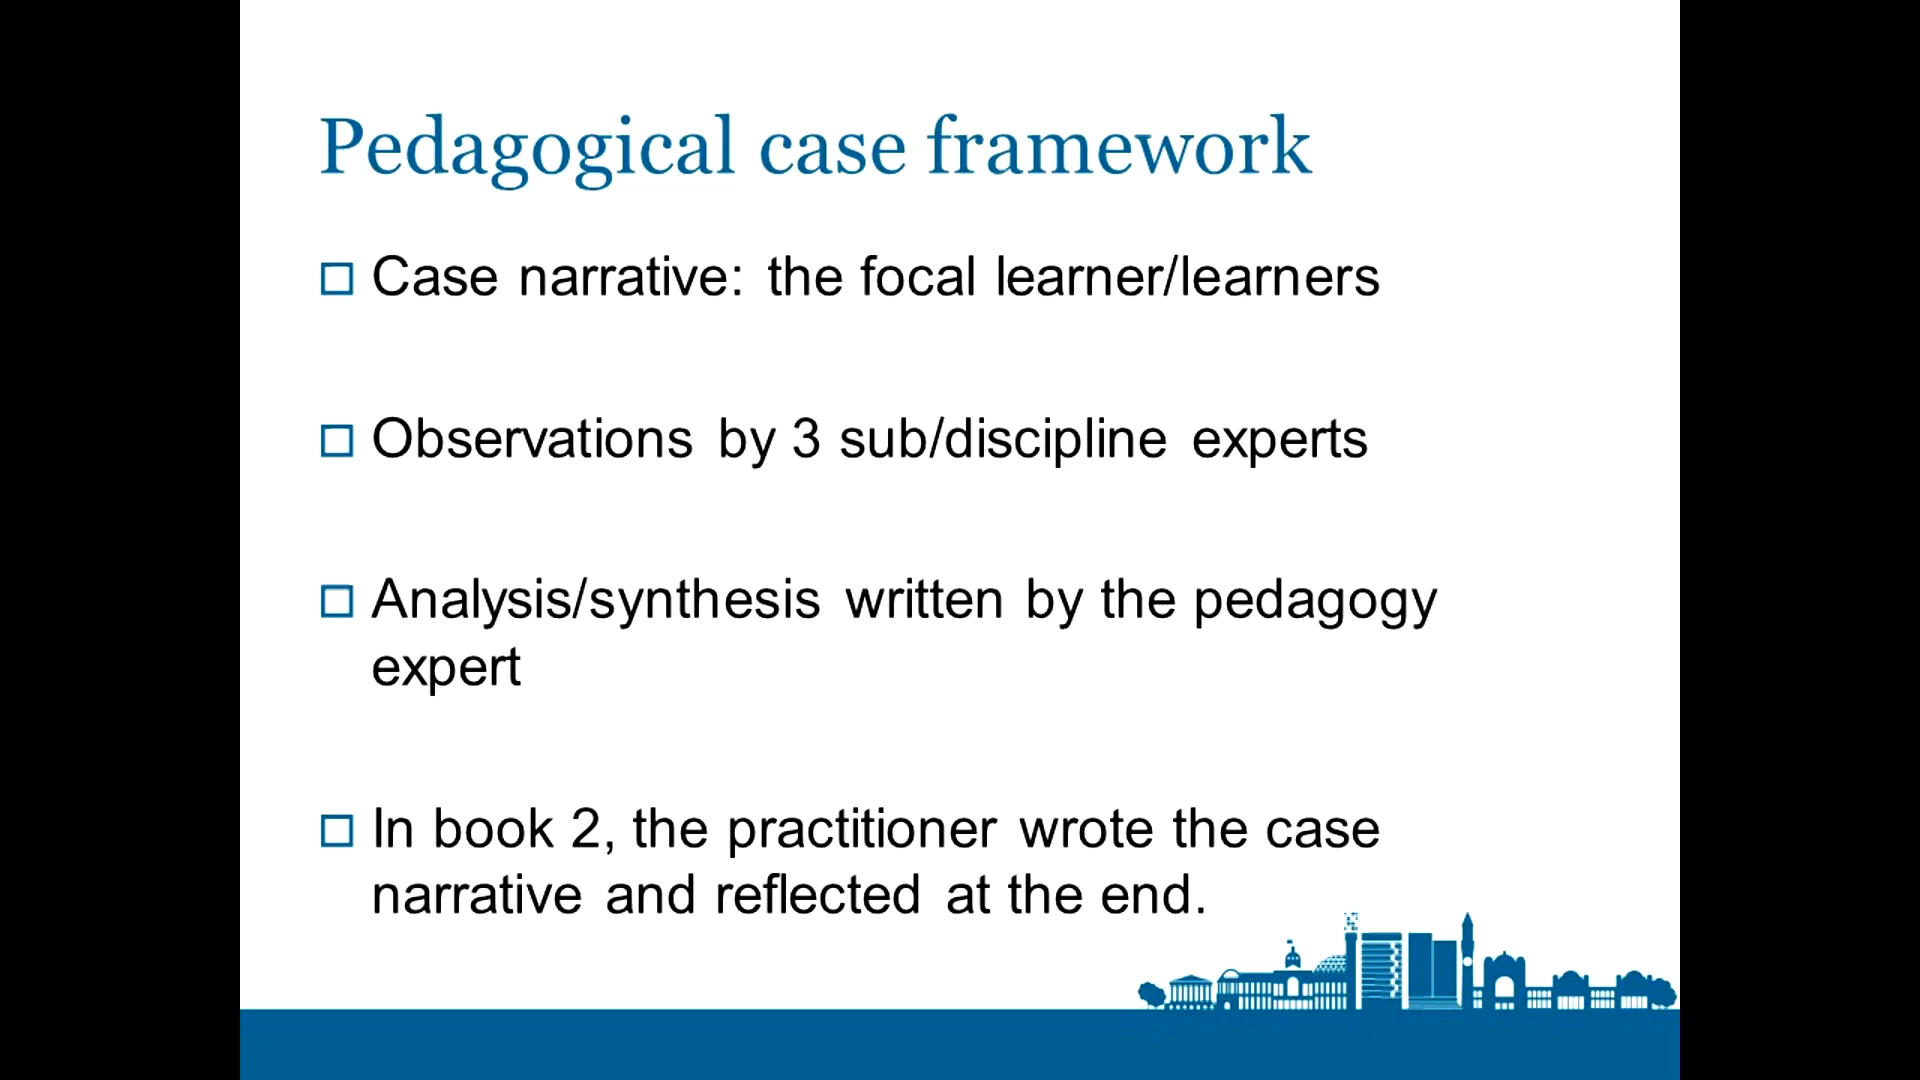 Pedagogical case framework
Case narrative: the focal learner/learners
Observations by 3 sub/discipline experts
Analysis/synthesis written by the pedagogy
expert
In book 2, the practitioner wrote the case
narrative and reflected at the end.